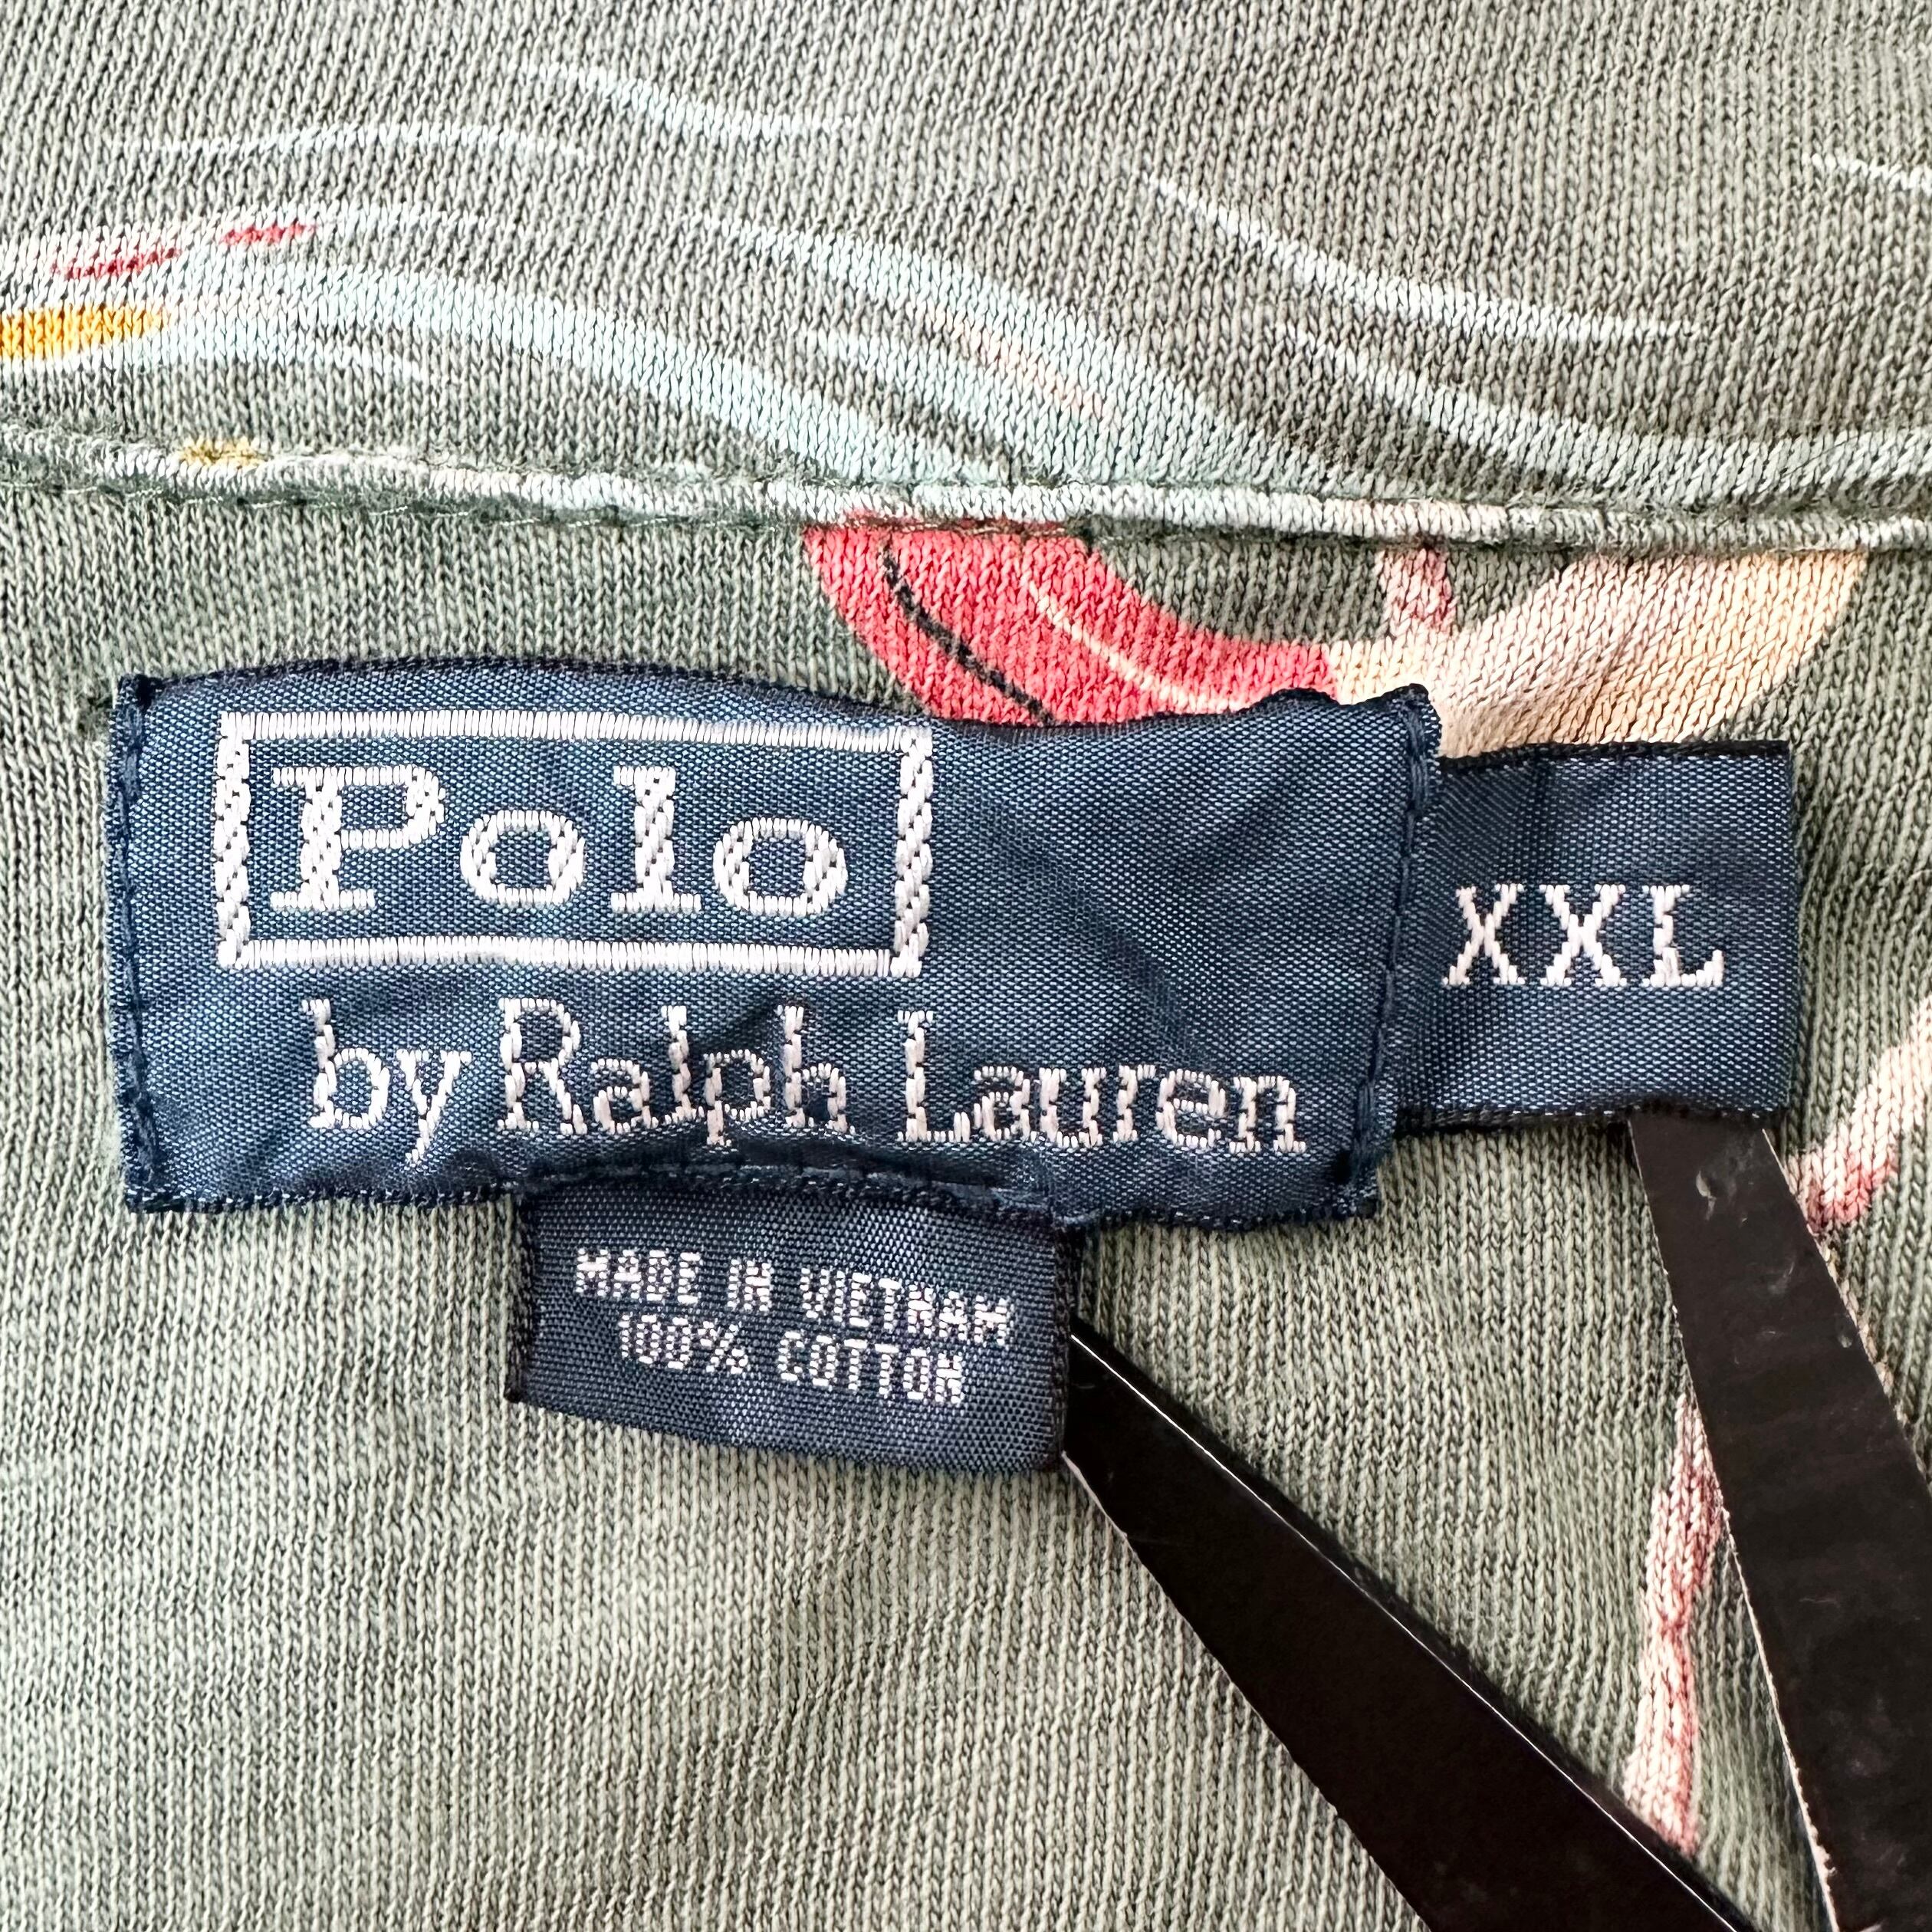 Polo
by Ralph Lauren
XXL
MADE IN VIETNAM
100% COTTON